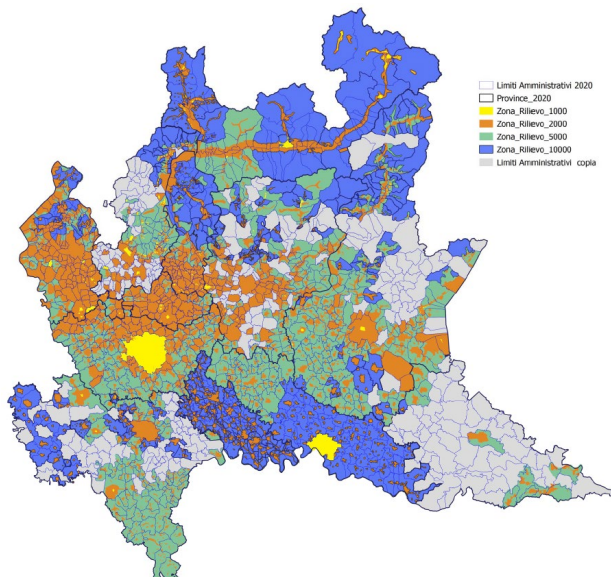 Limiti Amministrativi 2020
Province_2020
Zona_Rilievo_1000
Zona_Rilievo_2000
Zona_Rilievo_5000
Zona_Rilievo_10000
Limiti Amministrativi copia